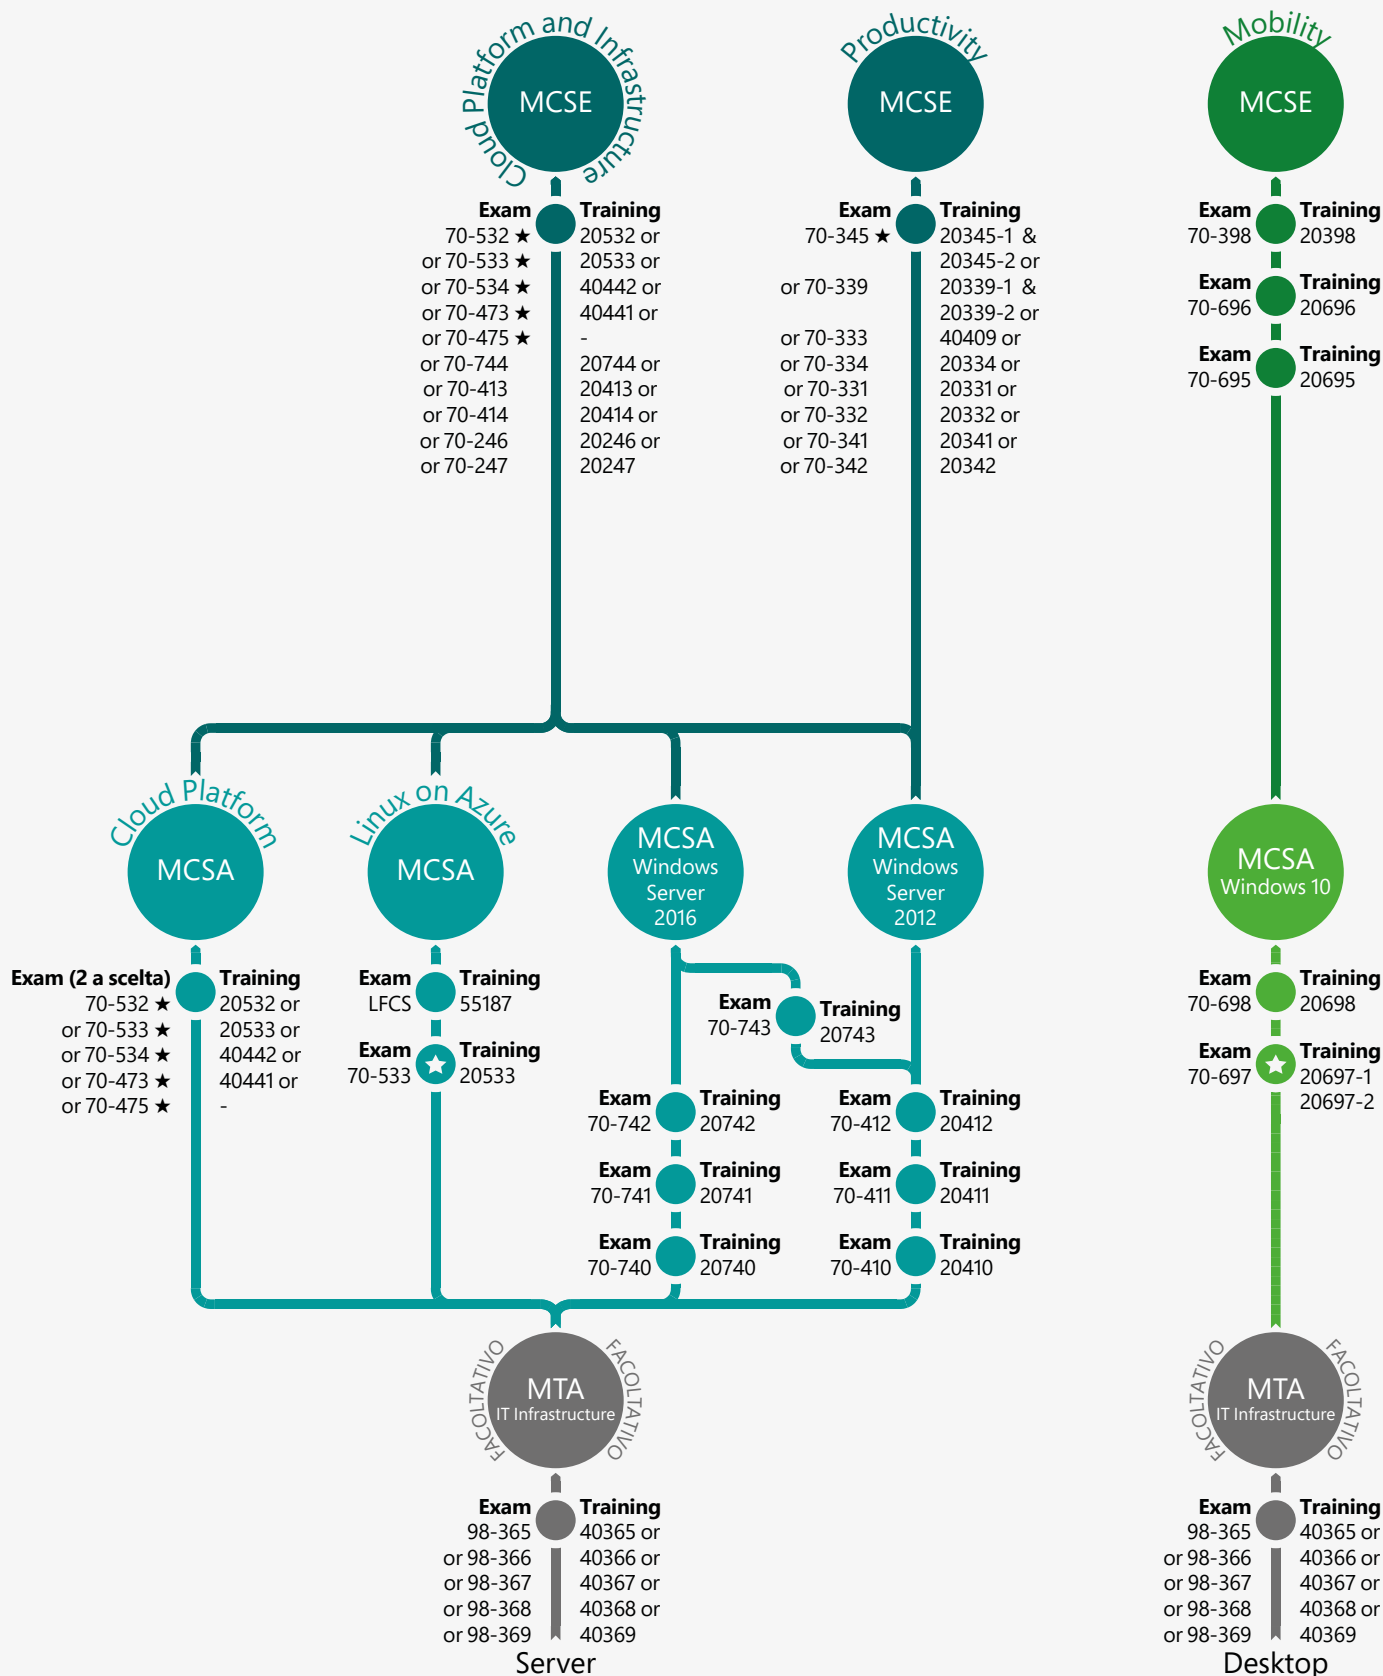 Cloud Platform and Infrastructure
MCSE
Exam Training
70-532 ★ 20532 or
or 70-533 ★ 20533 or
or 70-534 ★ 40442 or
or 70-473 ★ 40441 or
or 70-475 ★ -
or 70-744 20744 or
or 70-413 20413 or
or 70-414 20414 or
or 70-246 20246 or
or 70-247 20247
Productivity
MCSE
Exam Training
70-345 ★ 20345-1 &
20345-2 or
or 70-339 20339-1 &
20339-2 or
or 70-333 40409 or
or 70-334 20334 or
or 70-331 20331 or
or 70-332 20332 or
or 70-341 20341 or
or 70-342 20342
Mobility
MCSE
Exam Training
70-398 20398
Exam Training
70-696 20696
Exam Training
70-695 20695
Cloud Platform
MCSA
Exam (2 a scelta) Training
70-532 ★ 20532 or
or 70-533 ★ 20533 or
or 70-534 ★ 40442 or
or 70-473 ★ 40441 or
or 70-475 ★ -
Linux on Azure
MCSA
Exam Training
LFCS 55187
Exam Training
70-533 20533
MCSA
Windows
Server
2016
Exam Training
70-743 20743
Exam Training
70-742 20742
Exam Training
70-741 20741
Exam Training
70-740 20740
MCSA
Windows
Server
2012
Exam Training
70-412 20412
Exam Training
70-411 20411
Exam Training
70-410 20410
MCSA
Windows 10
Exam Training
70-698 20698
Exam Training
70-697 20697-1
20697-2
FACOLTATIVO
MTA
IT Infrastructure
FACOLTATIVO
Exam Training
98-365 40365 or
or 98-366 40366 or
or 98-367 40367 or
or 98-368 40368 or
or 98-369 40369
Server
FACOLTATIVO
MTA
IT Infrastructure
FACOLTATIVO
Exam Training
98-365 40365 or
or 98-366 40366 or
or 98-367 40367 or
or 98-368 40368 or
or 98-369 40369
Desktop